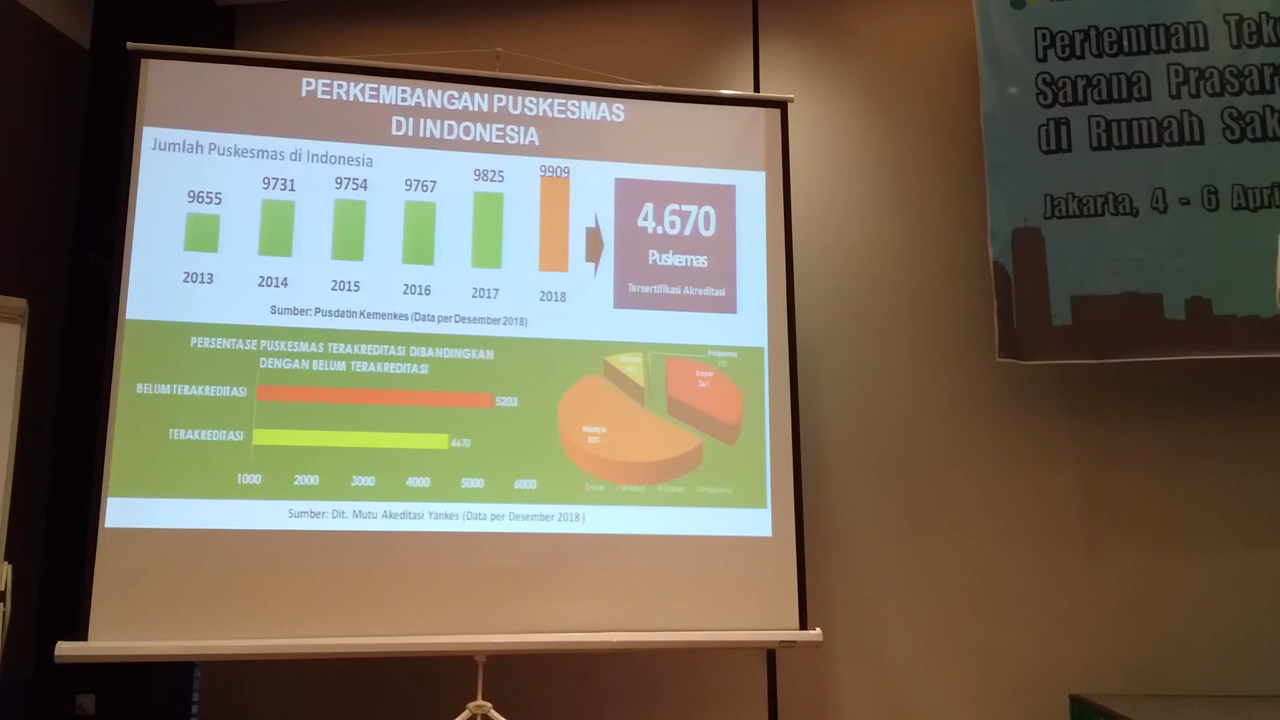 PERKEMBANGAN PUSKESMAS
DI INDONESIA
Jumlah Puskesmas di Indonesia
9655 9731 9754 9767 9825 9909
2013 2014 2015 2016 2017 2018
4.670
Puskemas
Tersertifikasi Akreditasi
Sumber: Pusdatin Kemenkes (Data per Desember 2018)
PERSENTASE PUSKESMAS TERAKREDITASI DIBANDINGKAN
DENGAN BELUM TERAKREDITASI
BELUM TERAKREDITASI 5203
TERAKREDITASI 4670
1000 2000 3000 4000 5000 6000
Dasar
Madya
Sumber: Dit. Mutu Akeditasi Yankes (Data per Desember 2018 )
Pertemuan Tek
Sarana Prasar
di Rumah Sak
Jakarta, 4 - 6 Apri